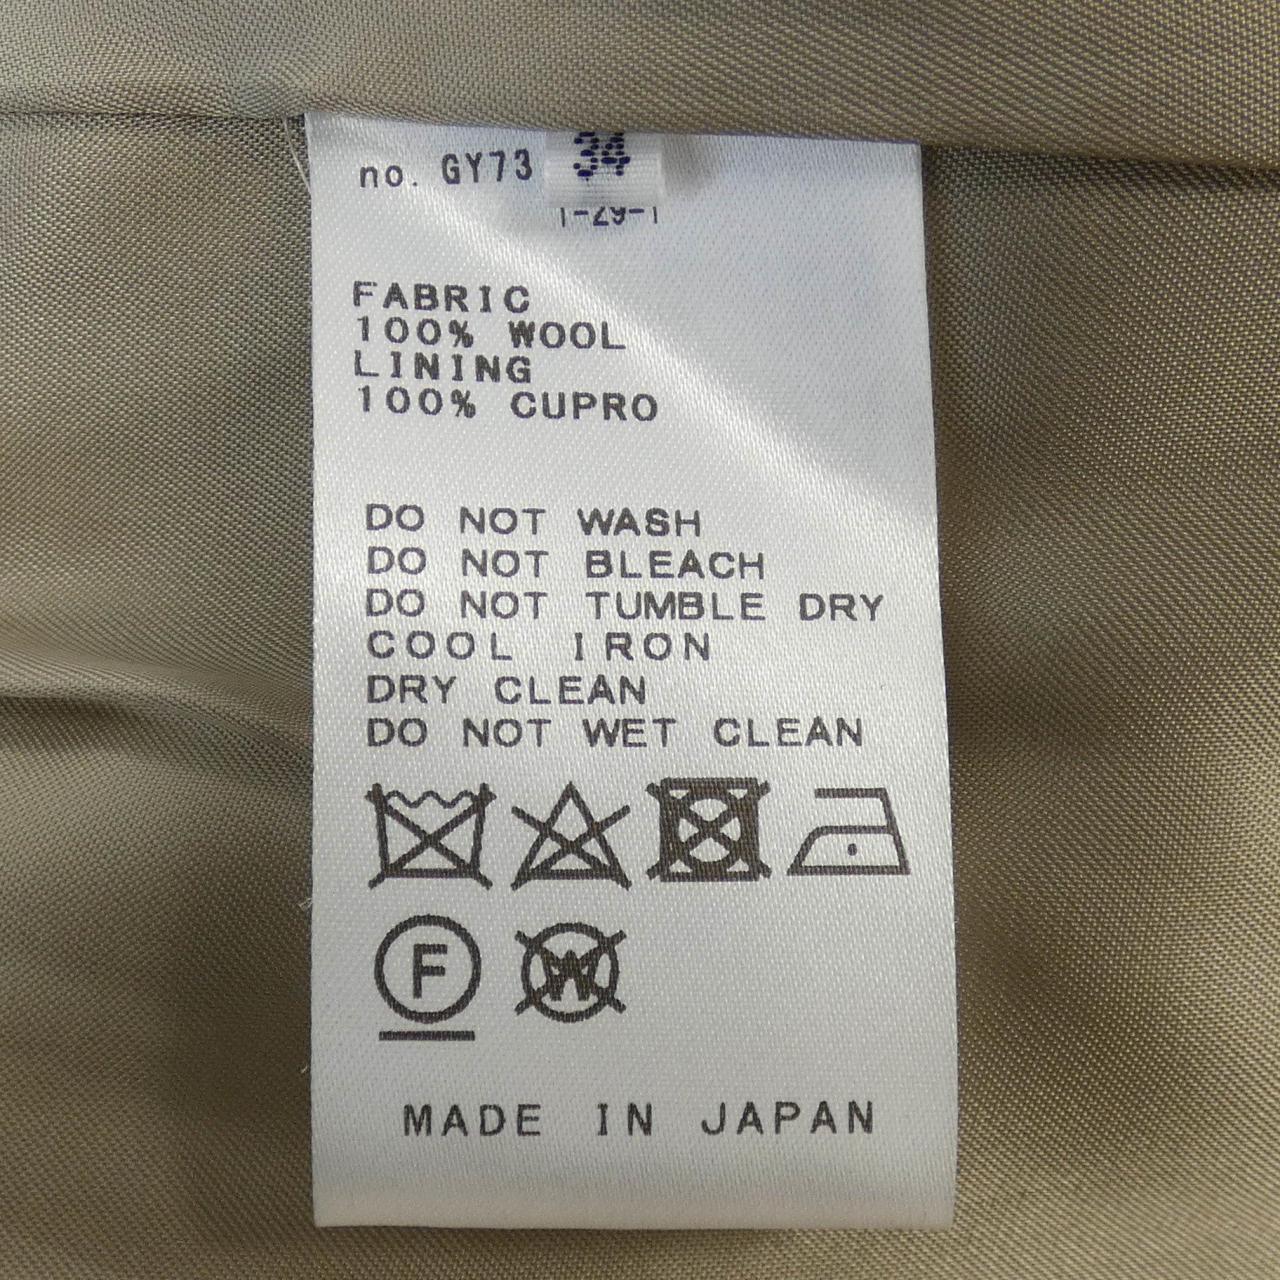 no. GY73 34
1-29-1
FABRIC
100% WOOL
LINING
100% CUPRO
DO NOT WASH
DO NOT BLEACH
DO NOT TUMBLE DRY
COOL IRON
DRY CLEAN
DO NOT WET CLEAN
F W
MADE IN JAPAN